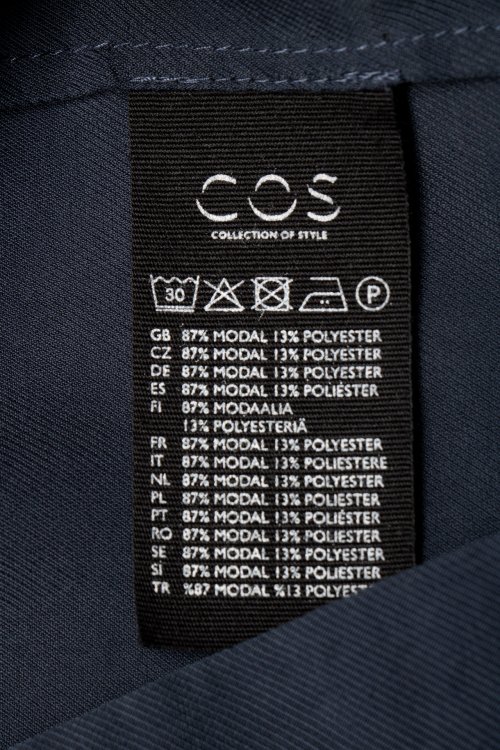 COS
COLLECTION OF STYLE
30 P
GB 87% MODAL 13% POLYESTER
CZ 87% MODAL 13% POLYESTER
DE 87% MODAL 13% POLYESTER
ES 87% MODAL 13% POLIÉSTER
FI 87% MODAALIA
13% POLYESTERIÄ
FR 87% MODAL 13% POLYESTER
IT 87% MODAL 13% POLIESTERE
NL 87% MODAL 13% POLYESTER
PL 87% MODAL 13% POLIESTER
PT 87% MODAL 13% POLIÉSTER
RO 87% MODAL 13% POLIESTER
SE 87% MODAL 13% POLYESTER
SI 87% MODAL 13% POLIESTER
TR %87 MODAL %13 POLYESTER